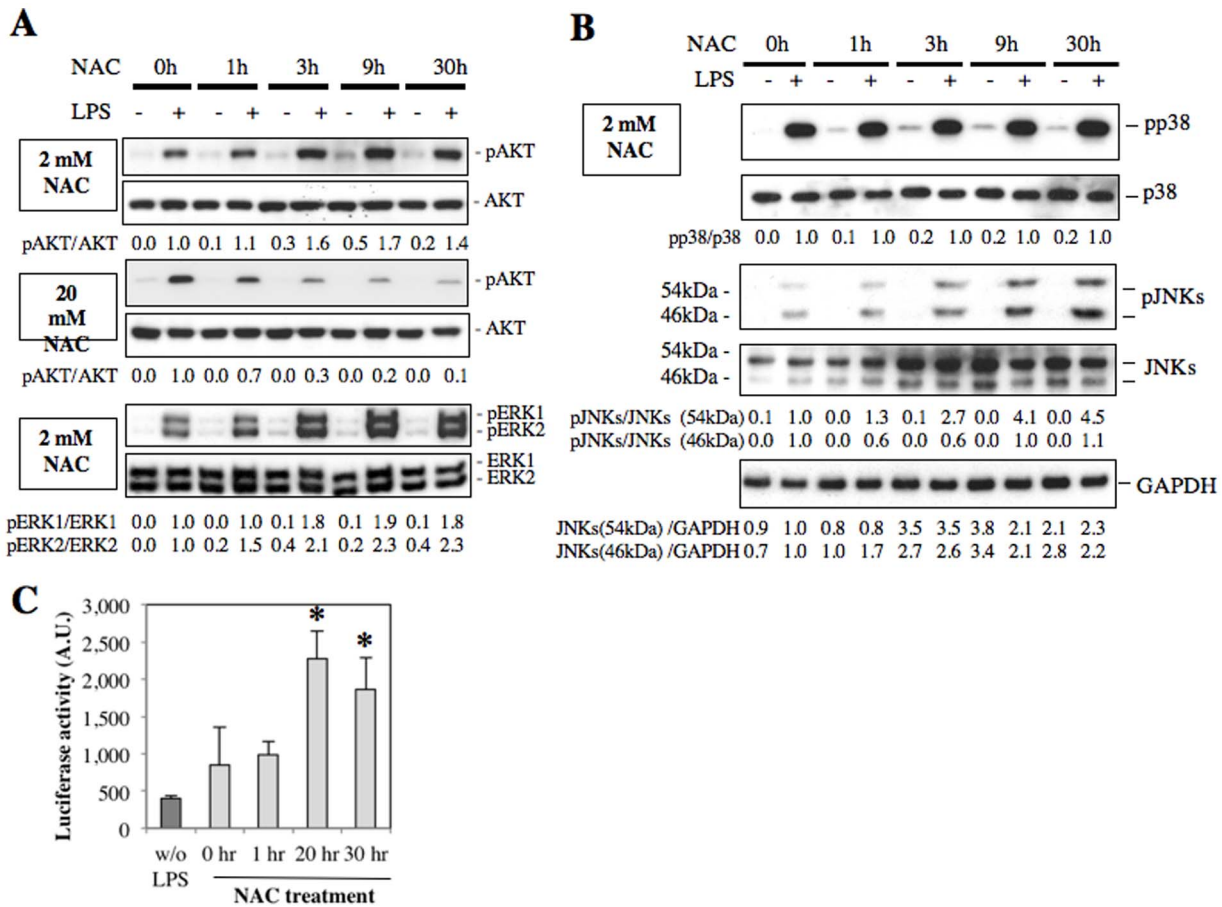 A
NAC 0h 1h 3h 9h 30h
LPS - + - + - + - + - +
2 mM
NAC
- pAKT
- AKT
pAKT/AKT 0.0 1.0 0.1 1.1 0.3 1.6 0.5 1.7 0.2 1.4
20
mM
NAC
- pAKT
- AKT
pAKT/AKT 0.0 1.0 0.0 0.7 0.0 0.3 0.0 0.2 0.0 0.1
2 mM
NAC
- pERK1
- pERK2
- ERK1
- ERK2
pERK1/ERK1 0.0 1.0 0.0 1.0 0.1 1.8 0.1 1.9 0.1 1.8
pERK2/ERK2 0.0 1.0 0.2 1.5 0.4 2.1 0.2 2.3 0.4 2.3
B
NAC 0h 1h 3h 9h 30h
LPS - + - + - + - + - +
2 mM
NAC
- pp38
- p38
pp38/p38 0.0 1.0 0.1 1.0 0.2 1.0 0.2 1.0 0.2 1.0
54kDa -
46kDa -
pJNKs
54kDa -
46kDa -
JNKs
pJNKs/JNKs (54kDa) 0.1 1.0 0.0 1.3 0.1 2.7 0.0 4.1 0.0 4.5
pJNKs/JNKs (46kDa) 0.0 1.0 0.0 0.6 0.0 0.6 0.0 1.0 0.0 1.1
- GAPDH
JNKs(54kDa) /GAPDH 0.9 1.0 0.8 0.8 3.5 3.5 3.8 2.1 2.1 2.3
JNKs(46kDa) /GAPDH 0.7 1.0 1.0 1.7 2.7 2.6 3.4 2.1 2.8 2.2
C
Luciferase activity (A.U.)
3,000
2,500
2,000
1,500
1,000
500
0
* *
w/o
LPS
0 hr 1 hr 20 hr 30 hr
NAC treatment